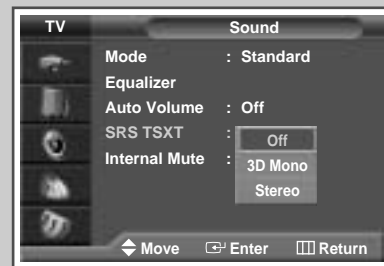 TV Sound
Mode : Standard
Equalizer
Auto Volume : Off
SRS TSXT : Off
Internal Mute : 3D Mono
Stereo
Move Enter Return